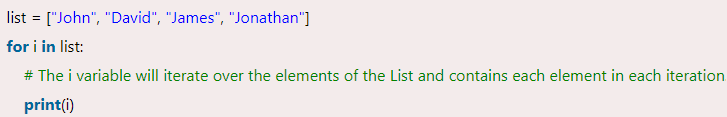 list = ["John", "David", "James", "Jonathan"]
for i in list:
# The i variable will iterate over the elements of the List and contains each element in each iteration
print(i)